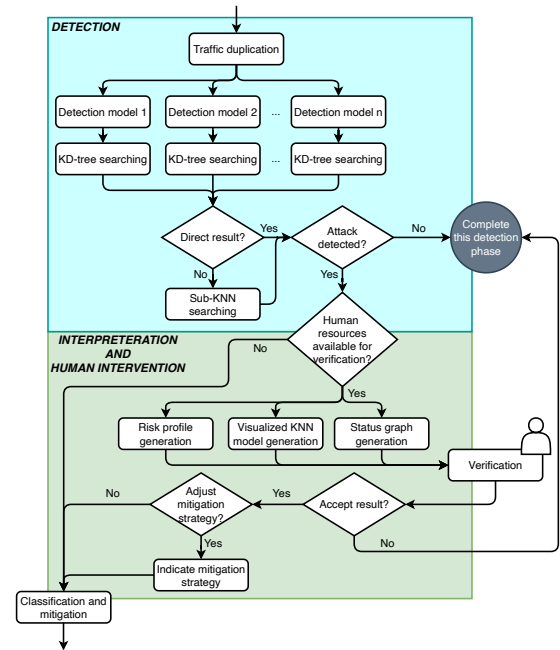 DETECTION
Traffic duplication
Detection model 1
Detection model 2
...
Detection model n
KD-tree searching
KD-tree searching
...
KD-tree searching
Direct result?
Yes
Attack
detected?
No
Complete
this detection
phase
No
Yes
Sub-KNN
searching
Human
resources
available for
verification?
INTERPRETERATION
AND
HUMAN INTERVENTION
No
Yes
Risk profile
generation
Visualized KNN
model generation
Status graph
generation
Verification
No
Adjust
mitigation
strategy?
Yes
Accept result?
No
Yes
Indicate mitigation
strategy
Classification and
mitigation